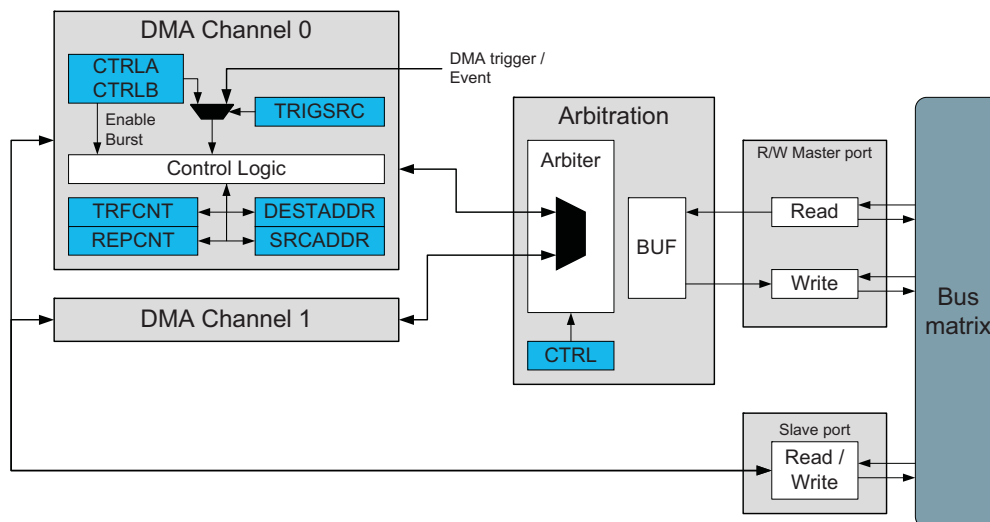 DMA Channel 0
CTRLA
CTRLB
DMA trigger /
Event
TRIGSRC
Enable
Burst
Control Logic
TRFCNT
DESTADDR
REPCNT
SRCADDR
DMA Channel 1
Arbitration
Arbiter
BUF
CTRL
R/W Master port
Read
Write
Bus
matrix
Slave port
Read /
Write